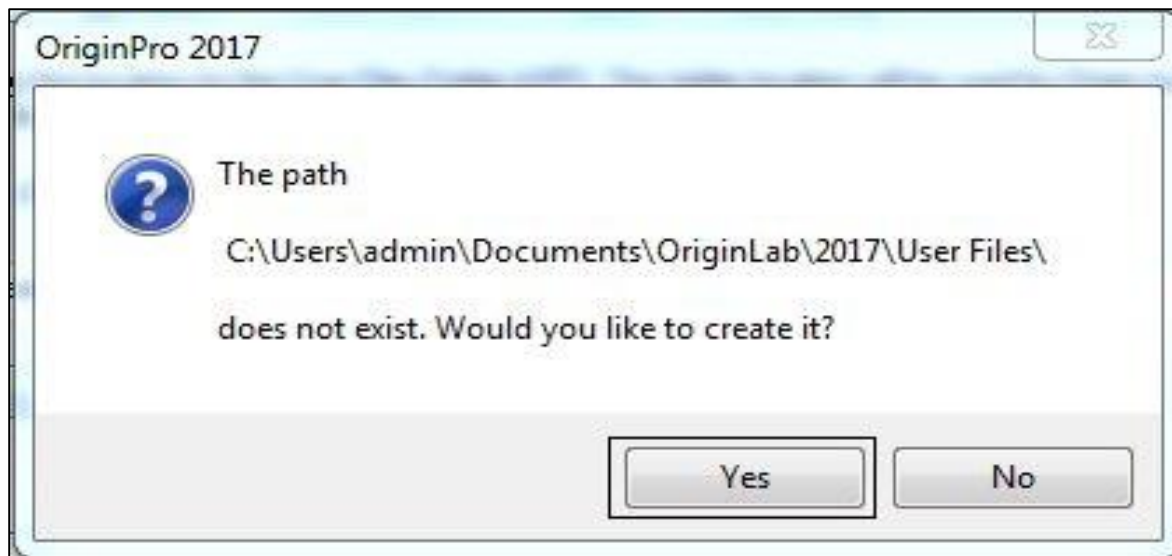 OriginPro 2017
The path
C:\Users\admin\Documents\OriginLab\2017\User Files\
does not exist. Would you like to create it?
Yes
No